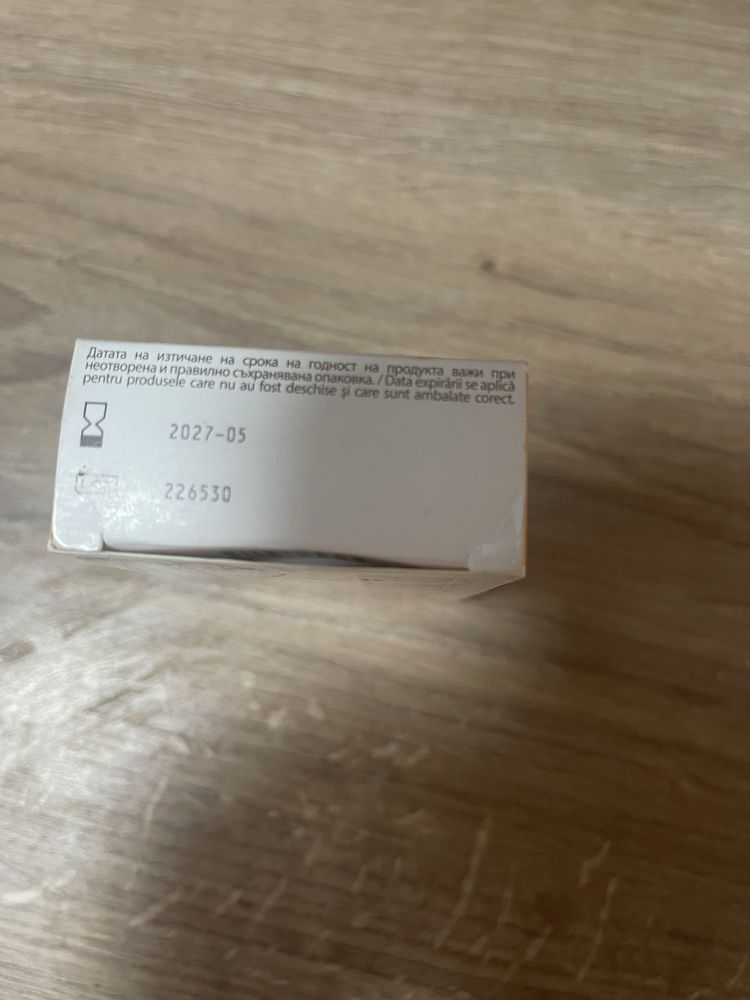 Датата на изтичане на срока на годност на продукта важи при
неотворена и правилно съхранявана опаковка. / Data expirării se aplică
pentru produsele care nu au fost deschise și care sunt ambalate corect.
2027-05
226530